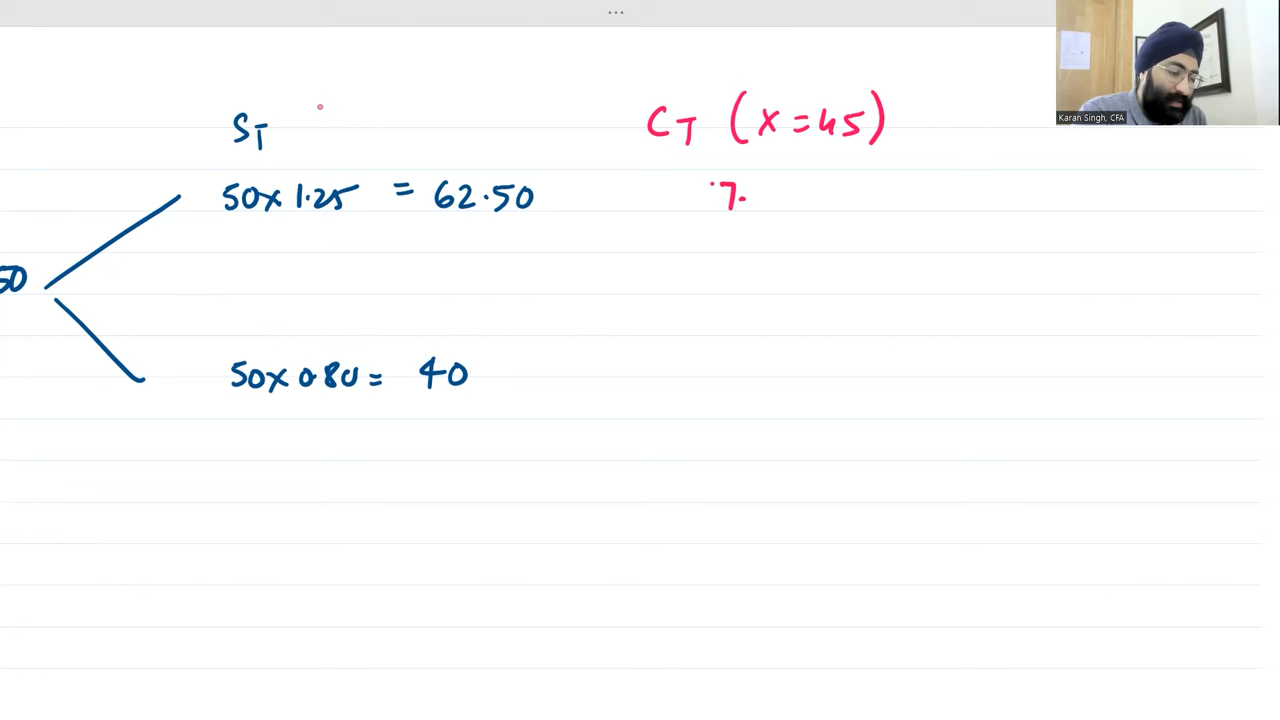 S_T C_T (X = 45)
50 x 1.25 = 62.50 7.
50
50 x 0.80 = 40
Karan Singh, CFA